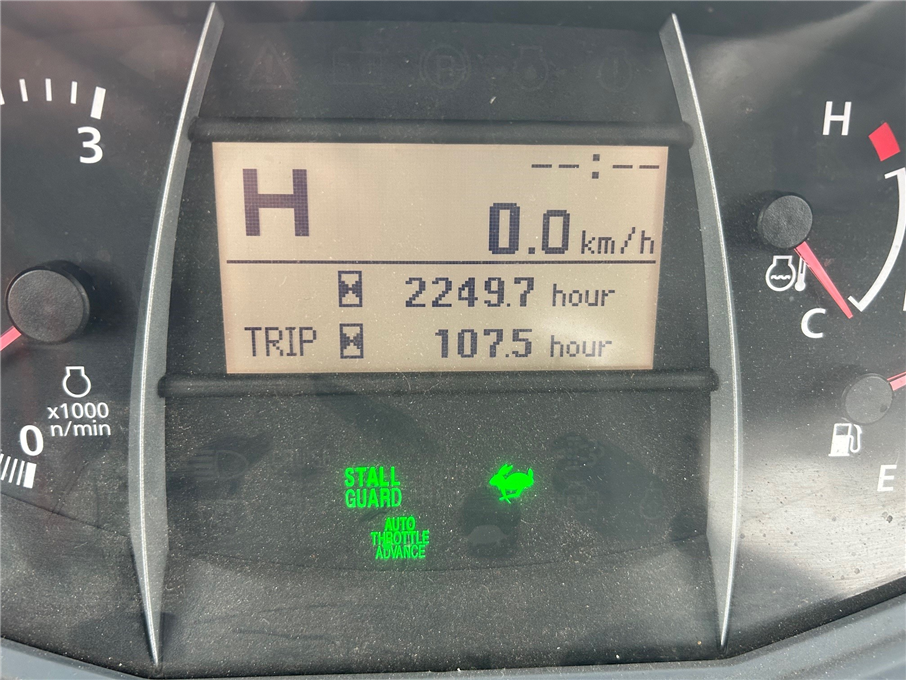 3
x1000
n/min
0
H
--:--
0.0 km/h
2249.7 hour
TRIP 107.5 hour
STALL
GUARD
AUTO
THROTTLE
ADVANCE
H
C
E
P